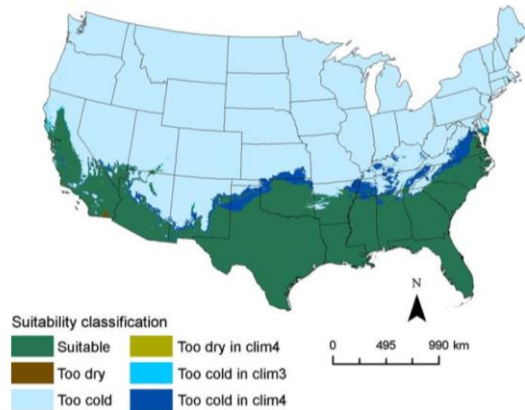 N
Suitability classification
Suitable
Too dry
Too cold
Too dry in clim4
Too cold in clim3
Too cold in clim4
0 495 990 km